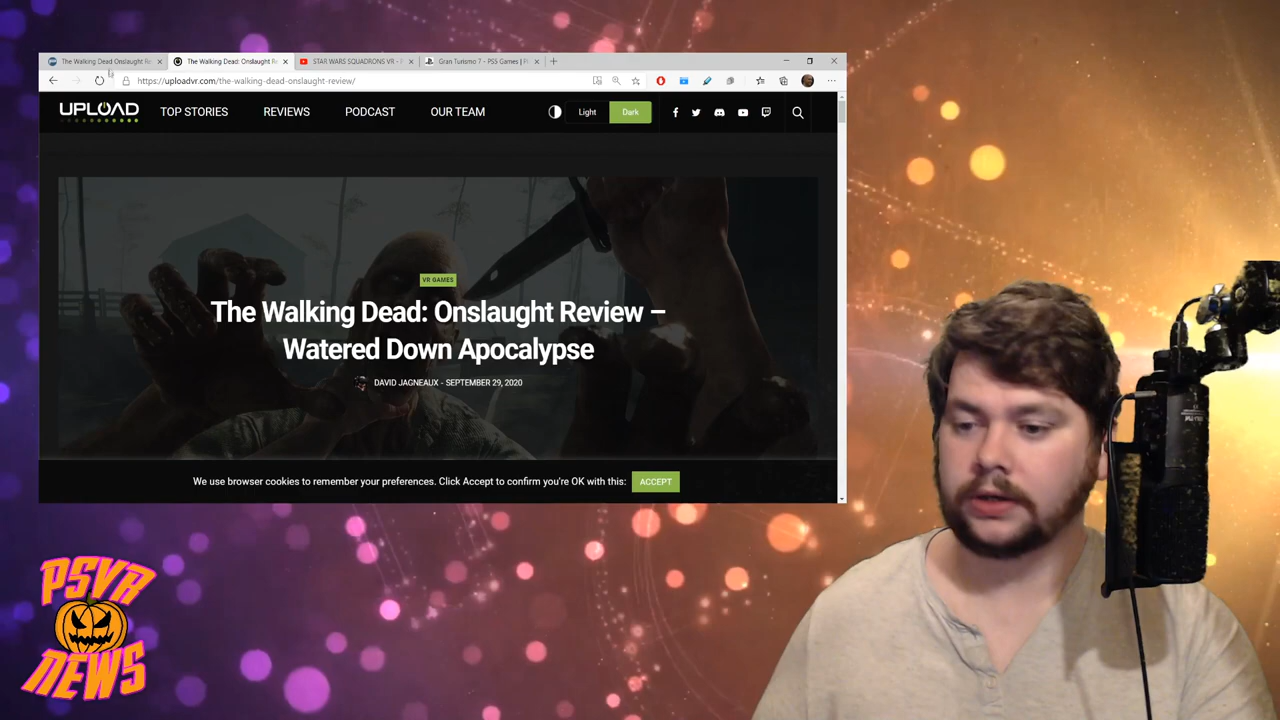 The Walking Dead Onslaught Re
The Walking Dead: Onslaught R
STAR WARS SQUADRONS VR - F
Gran Turismo 7 - PS5 Games | P
https://uploadvr.com/the-walking-dead-onslaught-review/
UPLOAD
TOP STORIES
REVIEWS
PODCAST
OUR TEAM
Light
Dark
VR GAMES
The Walking Dead: Onslaught Review –
Watered Down Apocalypse
DAVID JAGNEAUX - SEPTEMBER 29, 2020
We use browser cookies to remember your preferences. Click Accept to confirm you're OK with this:
ACCEPT
PSVR
NEWS